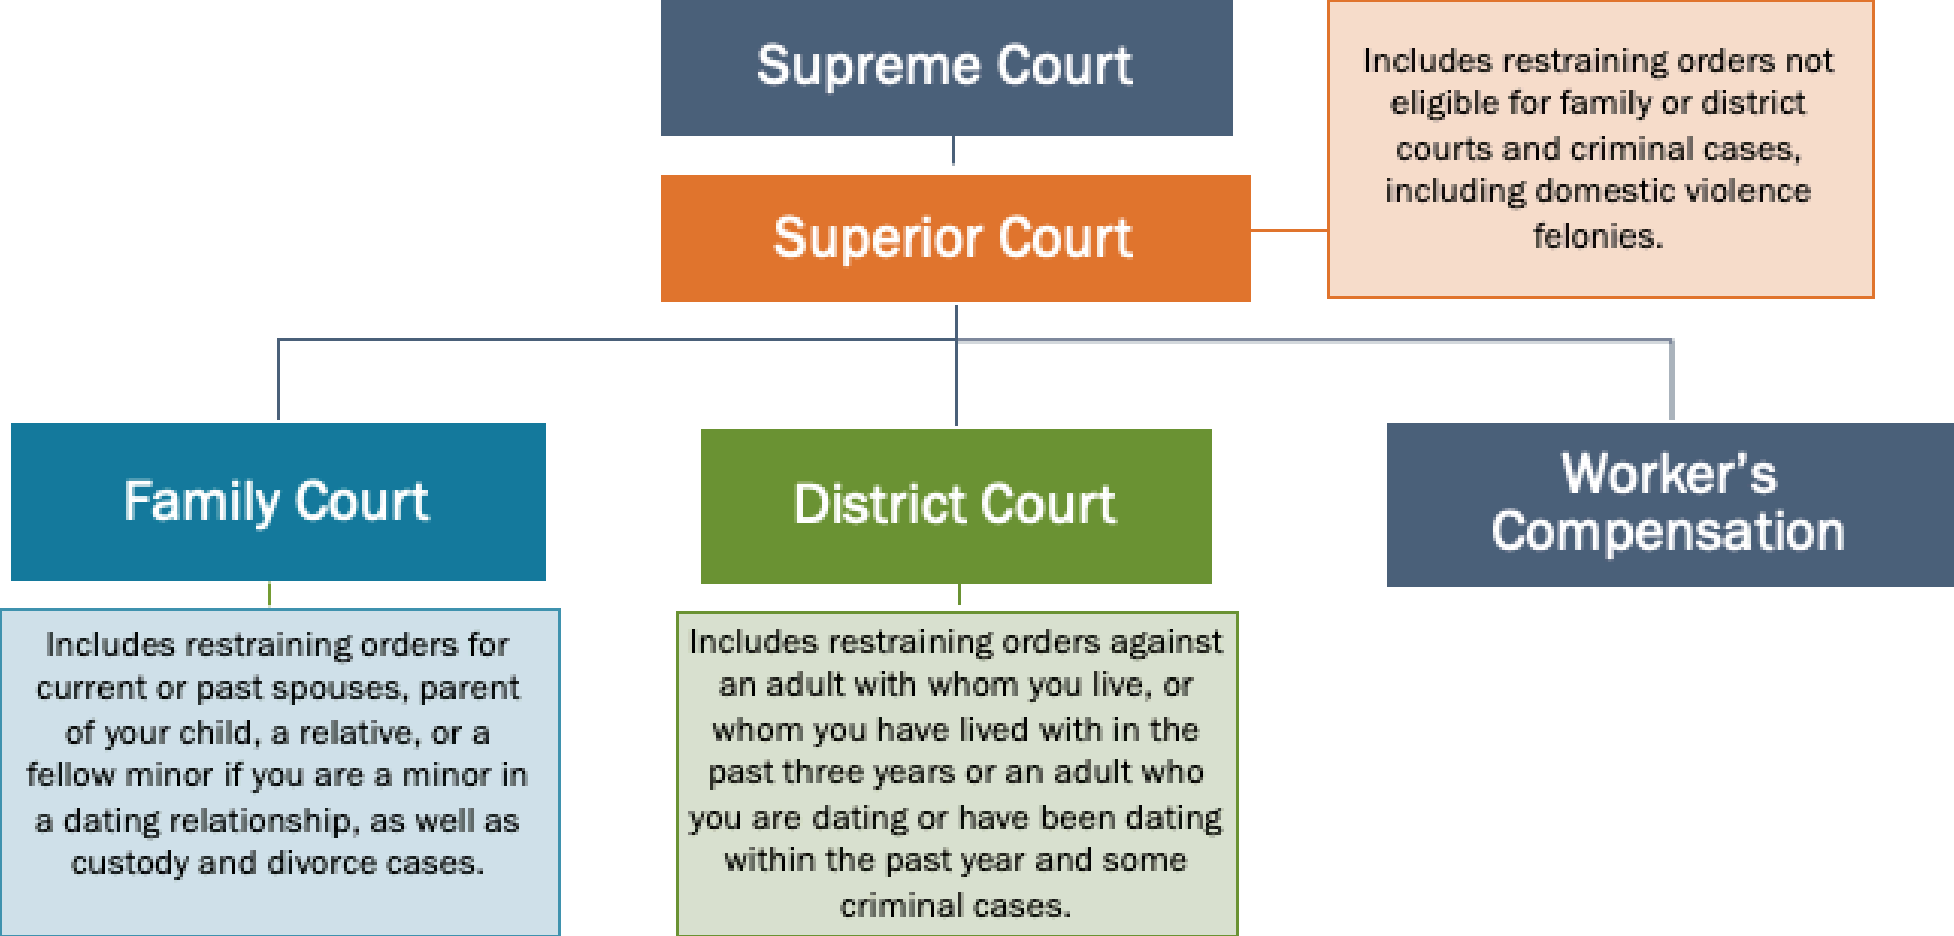 Supreme Court
Includes restraining orders not
eligible for family or district
courts and criminal cases,
including domestic violence
felonies.
Superior Court
Family Court
Includes restraining orders for
current or past spouses, parent
of your child, a relative, or a
fellow minor if you are a minor in
a dating relationship, as well as
custody and divorce cases.
District Court
Includes restraining orders against
an adult with whom you live, or
whom you have lived with in the
past three years or an adult who
you are dating or have been dating
within the past year and some
criminal cases.
Worker’s
Compensation